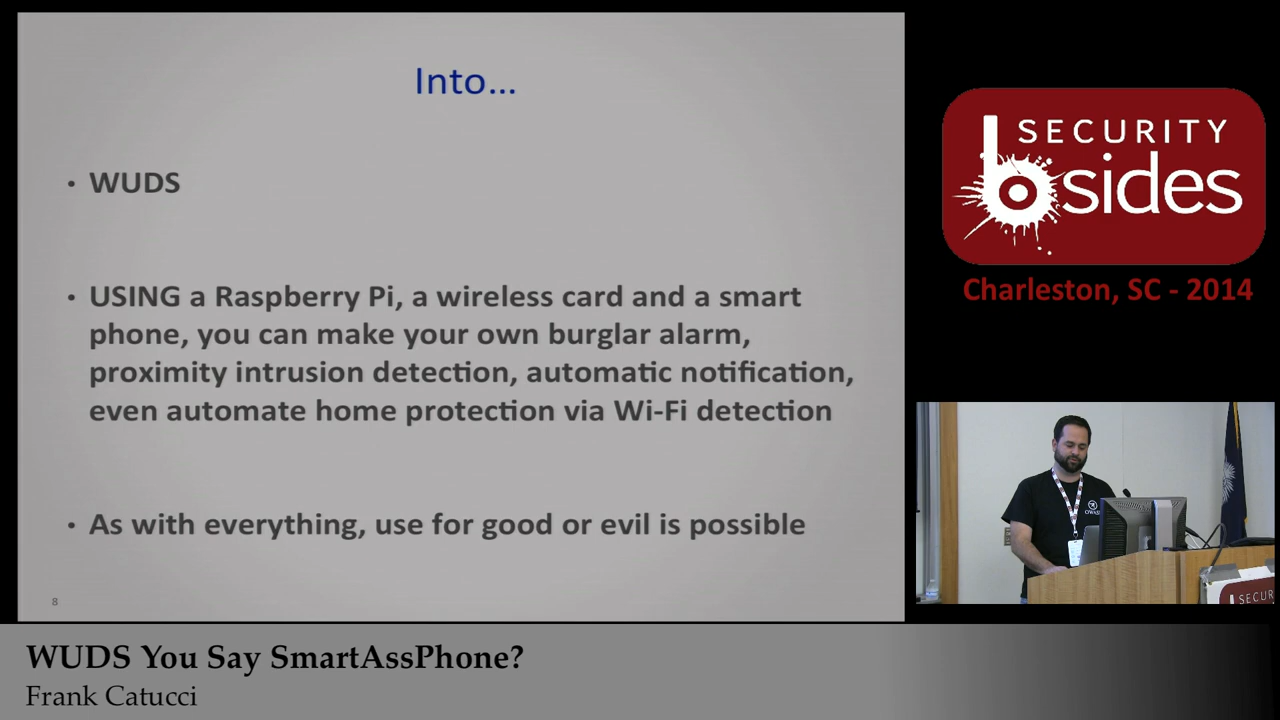 Into...
• WUDS
• USING a Raspberry Pi, a wireless card and a smart
phone, you can make your own burglar alarm,
proximity intrusion detection, automatic notification,
even automate home protection via Wi-Fi detection
• As with everything, use for good or evil is possible
8
SECURITY
bsides
Charleston, SC - 2014
SECUR
WUDS You Say SmartAssPhone?
Frank Catucci